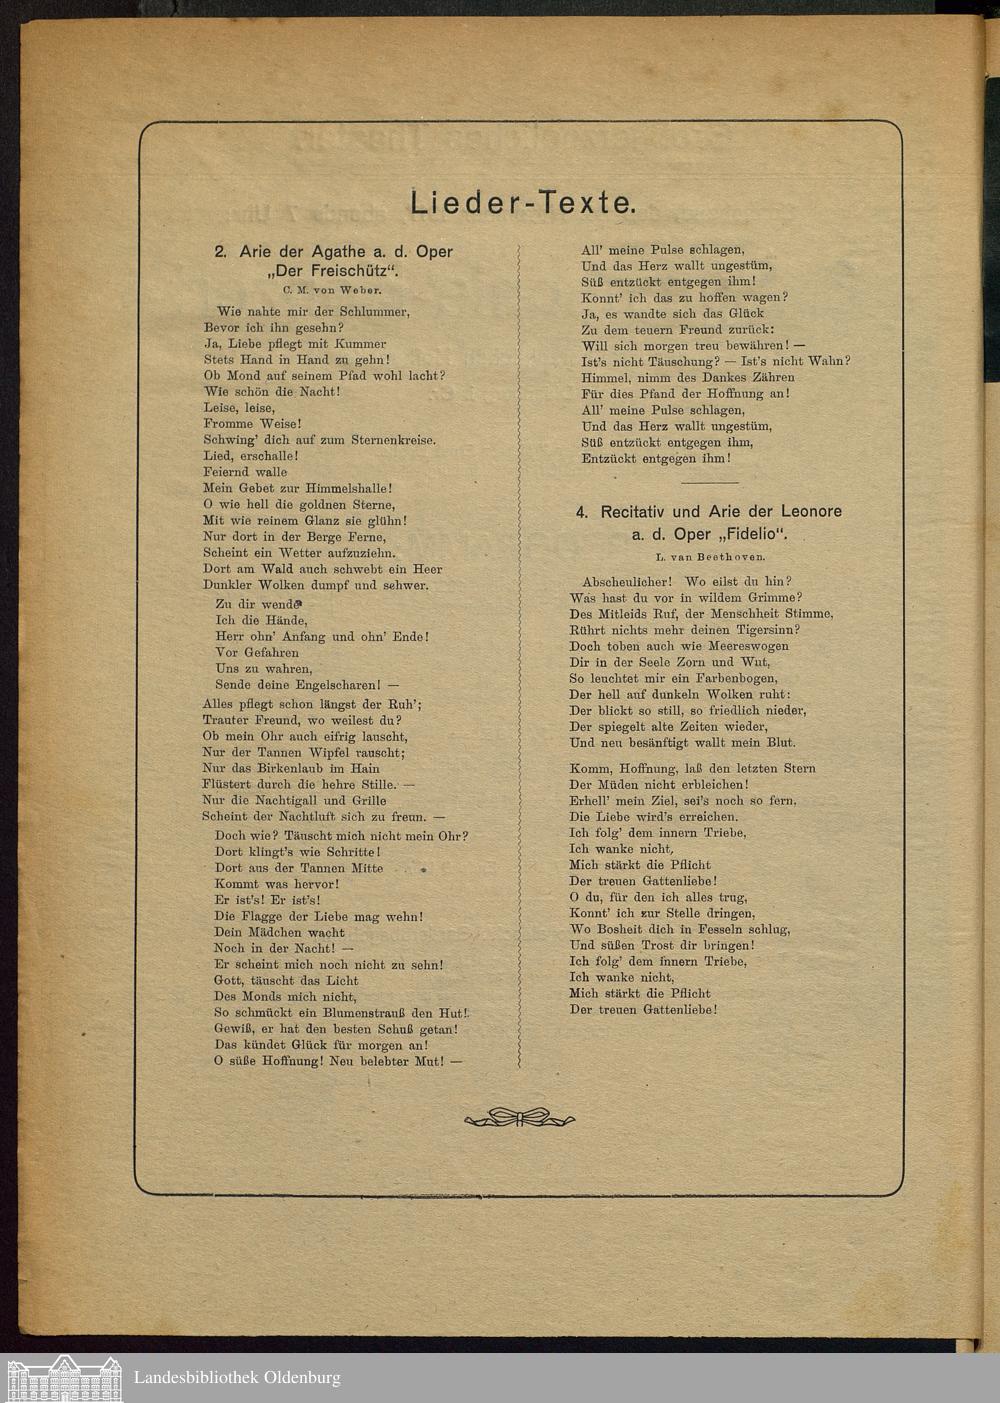 Lieder-Texte.
2. Arie der Agathe a. d. Oper
„Der Freischütz“.
C. M. von Weber.
Wie nahte mir der Schlummer,
Bevor ich ihn gesehn?
Ja, Liebe pflegt mit Kummer
Stets Hand in Hand zu gehn!
Ob Mond auf seinem Pfad wohl lacht?
Wie schön die Nacht!
Leise, leise,
Fromme Weise!
Schwing’ dich auf zum Sternenkreise.
Lied, erschalle!
Feiernd walle
Mein Gebet zur Himmelshalle!
O wie hell die goldnen Sterne,
Mit wie reinem Glanz sie glühn!
Nur dort in der Berge Ferne,
Scheint ein Wetter aufzuziehn.
Dort am Wald auch schwebt ein Heer
Dunkler Wolken dumpf und schwer.
Zu dir wende
Ich die Hände,
Herr ohn’ Anfang und ohn’ Ende!
Vor Gefahren
Uns zu wahren,
Sende deine Engelscharen! —
Alles pflegt schon längst der Ruh’;
Trauter Freund, wo weilest du?
Ob mein Ohr auch eifrig lauscht,
Nur der Tannen Wipfel rauscht;
Nur das Birkenlaub im Hain
Flüstert durch die hehre Stille. —
Nur die Nachtigall und Grille
Scheint der Nachtluft sich zu freun. —
Doch wie? Täuscht mich nicht mein Ohr?
Dort klingt’s wie Schritte!
Dort aus der Tannen Mitte
Kommt was hervor!
Er ist’s! Er ist’s!
Die Flagge der Liebe mag wehn!
Dein Mädchen wacht
Noch in der Nacht! —
Er scheint mich noch nicht zu sehn!
Gott, täuscht das Licht
Des Monds mich nicht,
So schmückt ein Blumenstrauß den Hut!
Gewiß, er hat den besten Schuß getan!
Das kündet Glück für morgen an!
O süße Hoffnung! Neu belebter Mut! —
All’ meine Pulse schlagen,
Und das Herz wallt ungestüm,
Süß entzückt entgegen ihm!
Konnt’ ich das zu hoffen wagen?
Ja, es wandte sich das Glück
Zu dem teuern Freund zurück:
Will sich morgen treu bewähren! —
Ist’s nicht Täuschung? — Ist’s nicht Wahn?
Himmel, nimm des Dankes Zähren
Für dies Pfand der Hoffnung an!
All’ meine Pulse schlagen,
Und das Herz wallt ungestüm,
Süß entzückt entgegen ihm,
Entzückt entgegen ihm!
4. Recitativ und Arie der Leonore
a. d. Oper „Fidelio“.
L. van Beethoven.
Abscheulicher! Wo eilst du hin?
Was hast du vor in wildem Grimme?
Des Mitleids Ruf, der Menschheit Stimme,
Rührt nichts mehr deinen Tigersinn?
Doch toben auch wie Meereswogen
Dir in der Seele Zorn und Wut,
So leuchtet mir ein Farbenbogen,
Der hell auf dunkeln Wolken ruht:
Der blickt so still, so friedlich nieder,
Der spiegelt alte Zeiten wieder,
Und neu besänftigt wallt mein Blut.
Komm, Hoffnung, laß den letzten Stern
Der Müden nicht erbleichen!
Erhell’ mein Ziel, sei’s noch so fern,
Die Liebe wird’s erreichen.
Ich folg’ dem innern Triebe,
Ich wanke nicht,
Mich stärkt die Pflicht
Der treuen Gattenliebe!
O du, für den ich alles trug,
Konnt’ ich zur Stelle dringen,
Wo Bosheit dich in Fesseln schlug,
Und süßen Trost dir bringen!
Ich folg’ dem innern Triebe,
Ich wanke nicht,
Mich stärkt die Pflicht
Der treuen Gattenliebe!
Landesbibliothek Oldenburg